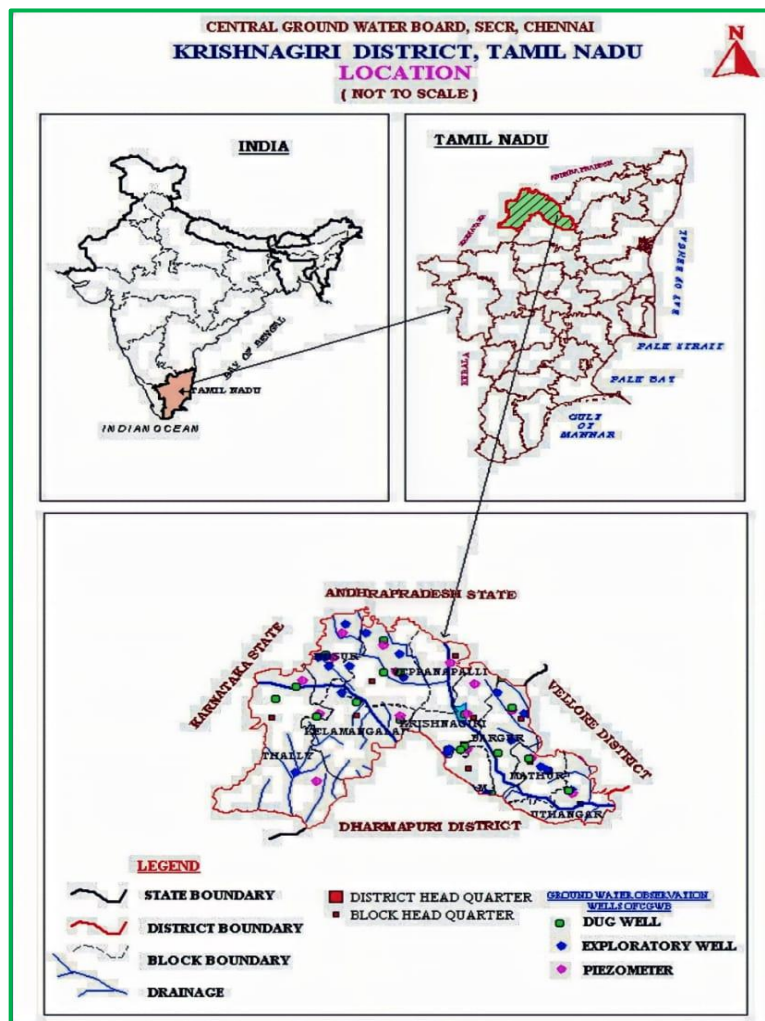 CENTRAL GROUND WATER BOARD, SECR, CHENNAI
KRISHNAGIRI DISTRICT, TAMIL NADU
LOCATION
( NOT TO SCALE )
N
INDIA
BAY OF BENGAL
TAMIL NADU
INDIAN OCEAN
TAMIL NADU
ANDHRA PRADESH
KARNATAKA
BAY OF BENGAL
KERALA
PALK STRAIT
PALK BAY
GULF
OF
MANNAR
ANDHRAPRADESH STATE
KARNATAKA STATE
VELLORE DISTRICT
VEPPANAPALLI
KRISHNAGIRI
KELAMANGALAM
BARGUR
THALLY
MATHUR
UTHANGARAI
DHARMAPURI DISTRICT
LEGEND
STATE BOUNDARY
DISTRICT BOUNDARY
BLOCK BOUNDARY
DRAINAGE
DISTRICT HEAD QUARTER
BLOCK HEAD QUARTER
GROUND WATER OBSERVATION
WELLS OF CGWB
DUG WELL
EXPLORATORY WELL
PIEZOMETER